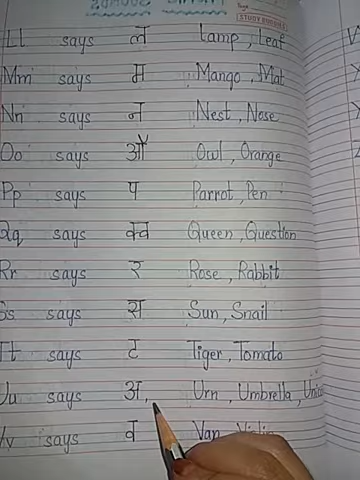 Ll says ल Lamp, Leaf
Mm says म Mango, Mat
Nn says न Nest, Nose
Oo says ऑ Owl, Orange
Pp says प Parrot, Pen
Qq says क्व Queen, Question
Rr says र Rose, Rabbit
Ss says स Sun, Snail
Tt says ट Tiger, Tomato
Uu says अ, Urn, Umbrella,
Vv says व Van,